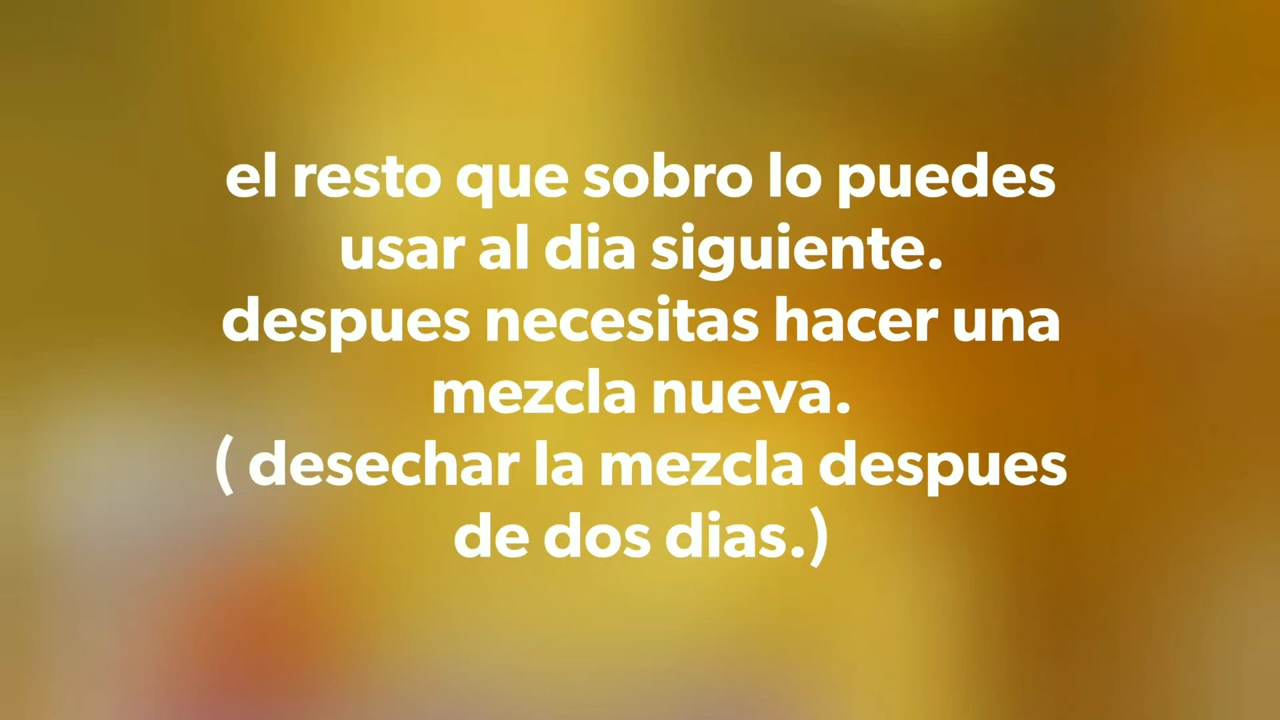 el resto que sobro lo puedes
usar al dia siguiente.
despues necesitas hacer una
mezcla nueva.
( desechar la mezcla despues
de dos dias.)